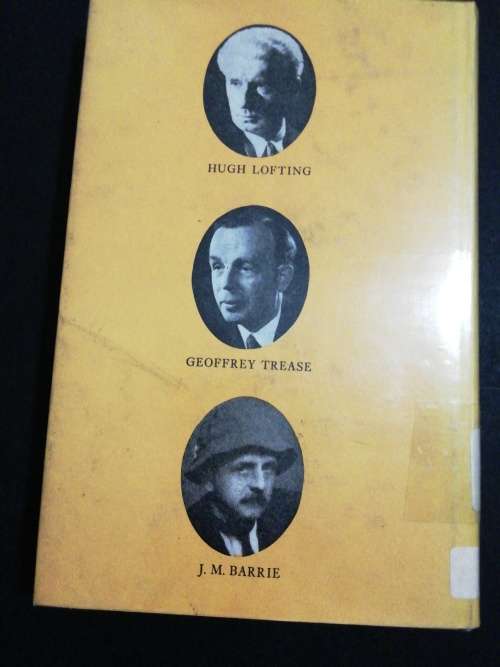 HUGH LOFTING
GEOFFREY TREASE
J. M. BARRIE